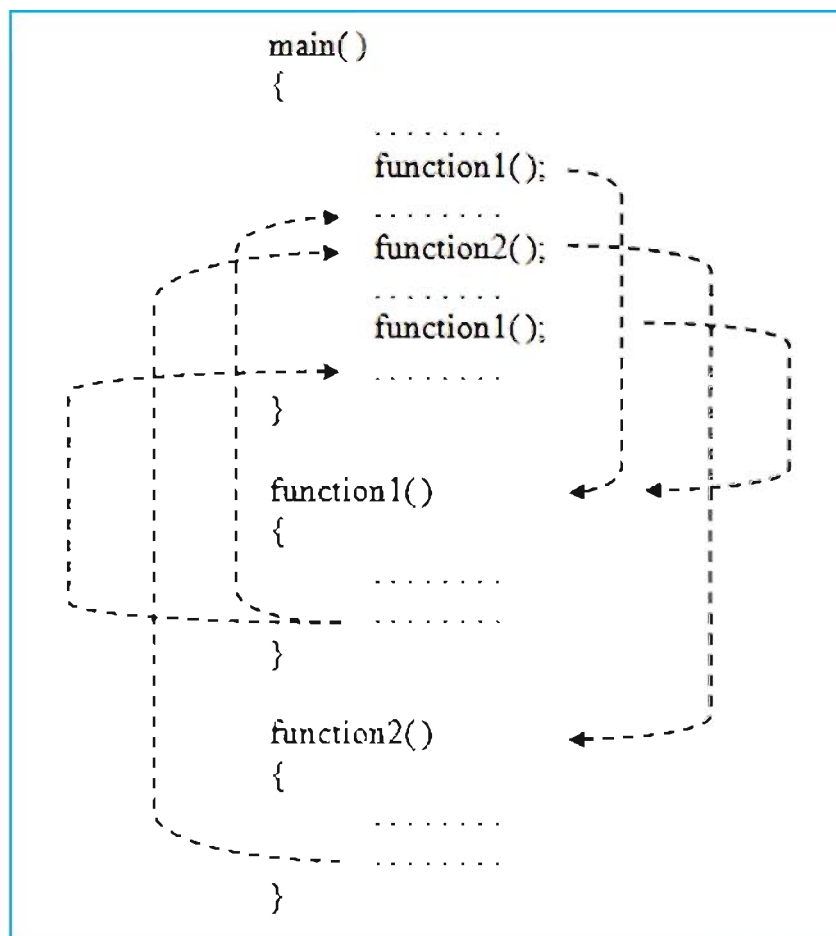 main( )
{
. . . . . . . .
function1( );
. . . . . . . .
function2( );
. . . . . . . .
function1( );
. . . . . . . .
}
function1( )
{
. . . . . . . .
. . . . . . . .
}
function2( )
{
. . . . . . . .
. . . . . . . .
}